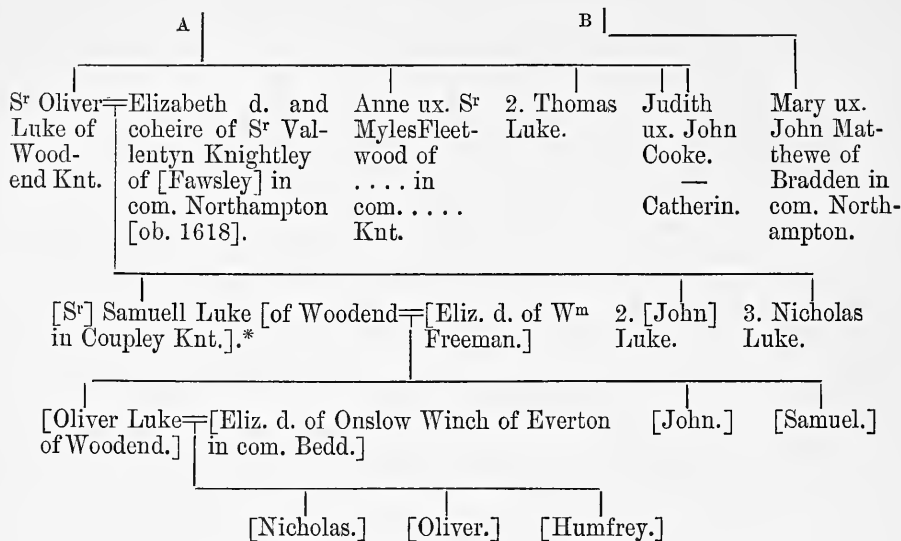 A
B
Sr Oliver
Luke of
Wood-
end Knt.
Elizabeth d. and
coheire of Sr Val-
lentyn Knightley
of [Fawsley] in
com. Northampton
[ob. 1618].
Anne ux. Sr
MylesFleet-
wood of
. . . . in
com. . . . .
Knt.
2. Thomas
Luke.
Judith
ux. John
Cooke.
—
Catherin.
Mary ux.
John Mat-
thewe of
Bradden in
com. North-
ampton.
[Sr] Samuell Luke [of Woodend
in Coupley Knt.].*
[Eliz. d. of Wm
Freeman.]
2. [John]
Luke.
3. Nicholas
Luke.
[Oliver Luke
of Woodend.]
[Eliz. d. of Onslow Winch of Everton
in com. Bedd.]
[John.]
[Samuel.]
[Nicholas.]
[Oliver.]
[Humfrey.]